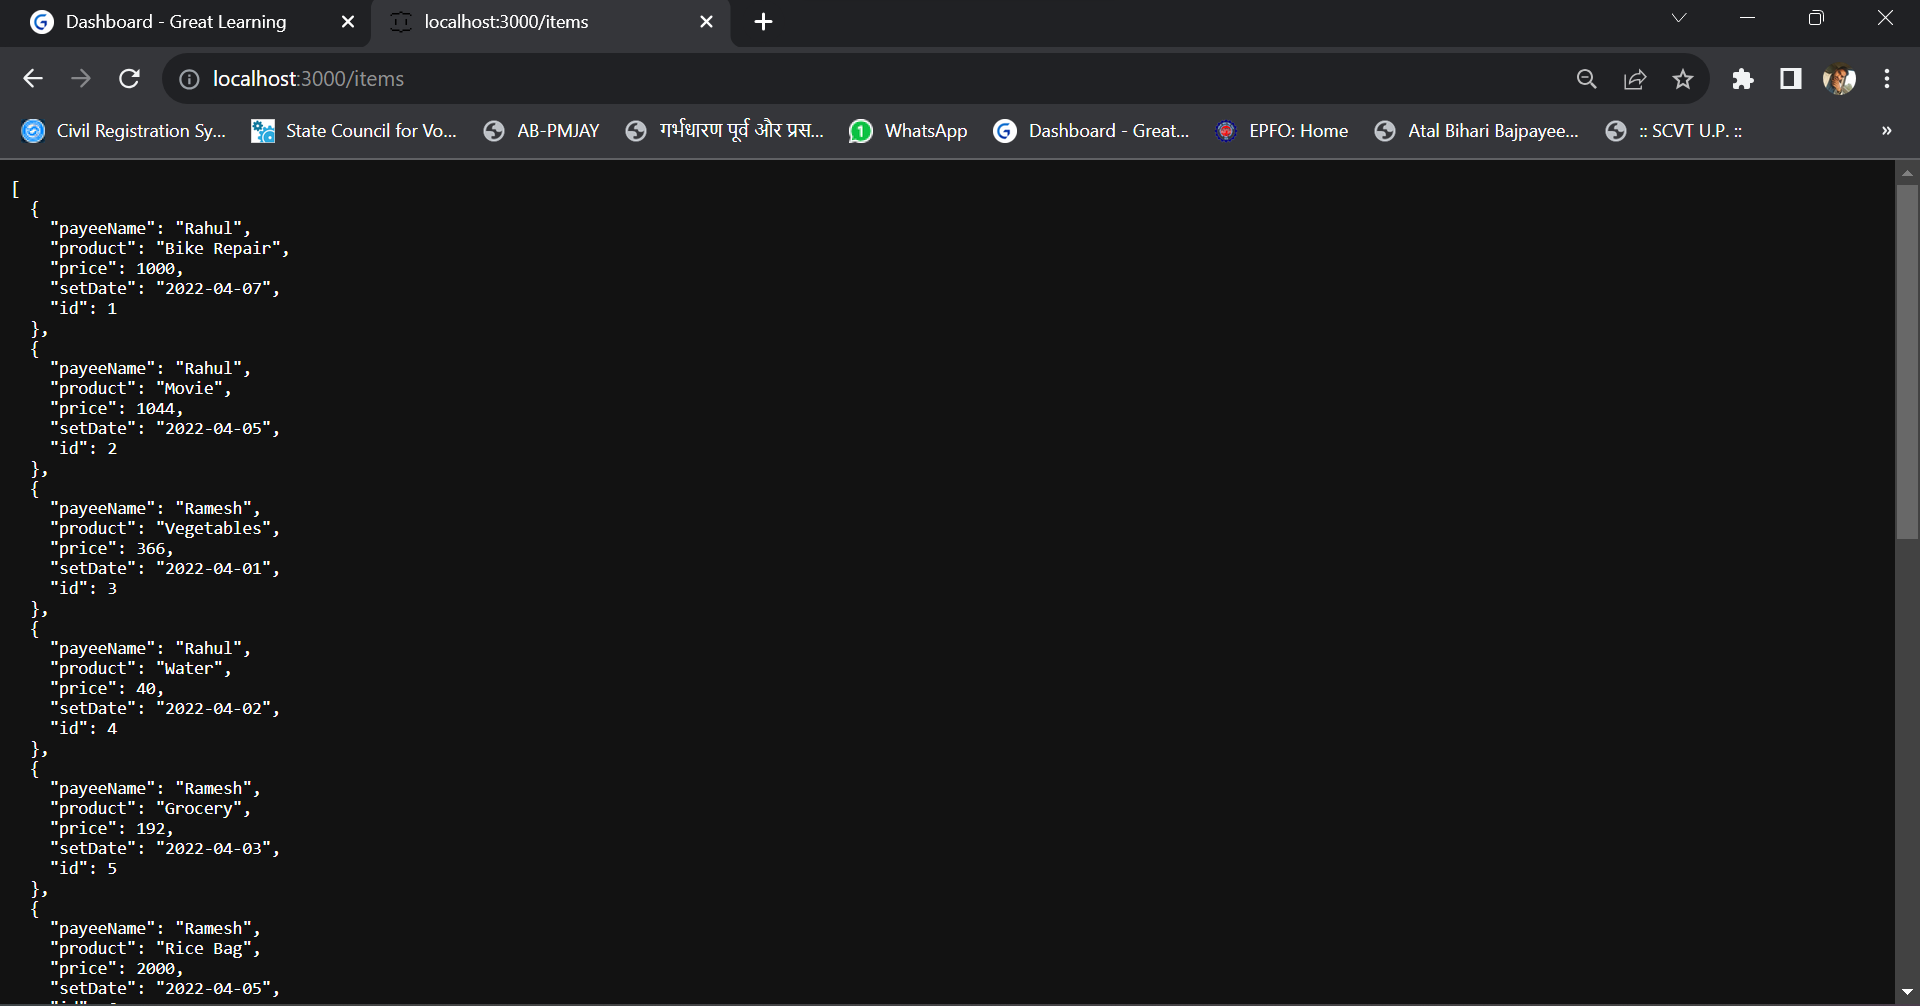 Dashboard - Great Learning
localhost:3000/items
localhost:3000/items
Civil Registration Sy... State Council for Vo... AB-PMJAY गर्भधारण पूर्व और प्रस... 1 WhatsApp Dashboard - Great... EPFO: Home Atal Bihari Bajpayee... :: SCVT U.P. :: »
[
{
"payeeName": "Rahul",
"product": "Bike Repair",
"price": 1000,
"setDate": "2022-04-07",
"id": 1
},
{
"payeeName": "Rahul",
"product": "Movie",
"price": 1044,
"setDate": "2022-04-05",
"id": 2
},
{
"payeeName": "Ramesh",
"product": "Vegetables",
"price": 366,
"setDate": "2022-04-01",
"id": 3
},
{
"payeeName": "Rahul",
"product": "Water",
"price": 40,
"setDate": "2022-04-02",
"id": 4
},
{
"payeeName": "Ramesh",
"product": "Grocery",
"price": 192,
"setDate": "2022-04-03",
"id": 5
},
{
"payeeName": "Ramesh",
"product": "Rice Bag",
"price": 2000,
"setDate": "2022-04-05",